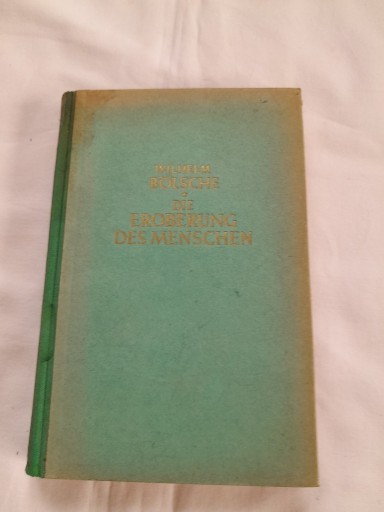 WILHELM
BÖLSCHE
DIE
EROBERUNG
DES MENSCHEN